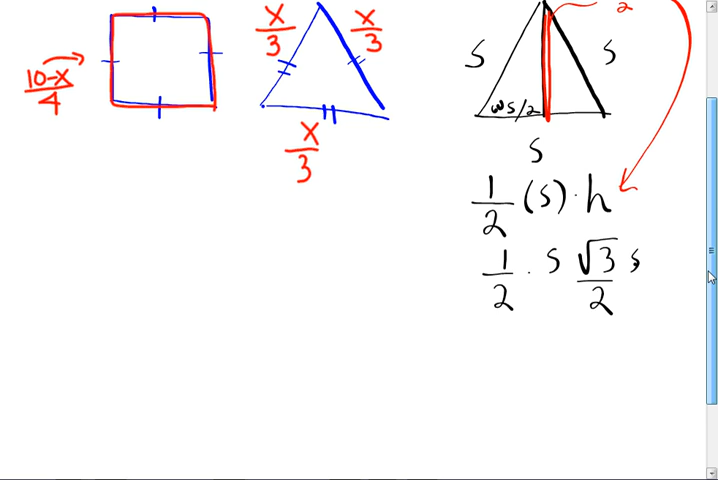 10-x/4
x/3
x/3
x/3
2
S
S
S/2
S
1/2 (s) · h
1/2 · s √3/2 s